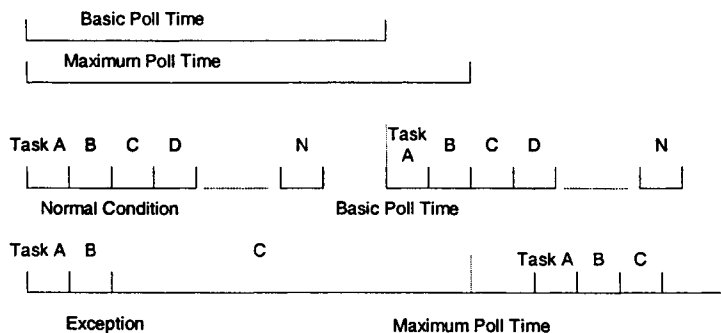 Basic Poll Time
Maximum Poll Time
Task A B C D N Task A B C D N
Normal Condition Basic Poll Time
Task A B C Task A B C
Exception Maximum Poll Time